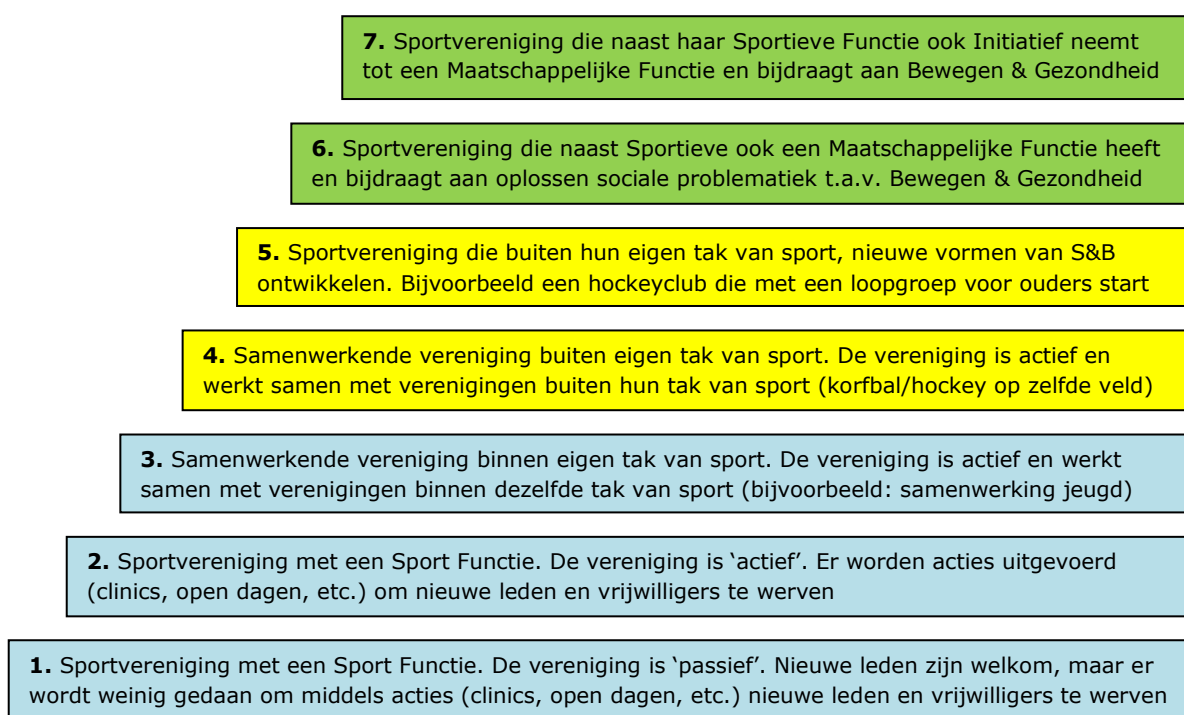 7. Sportvereniging die naast haar Sportieve Functie ook Initiatief neemt
tot een Maatschappelijke Functie en bijdraagt aan Bewegen & Gezondheid
6. Sportvereniging die naast Sportieve ook een Maatschappelijke Functie heeft
en bijdraagt aan oplossen sociale problematiek t.a.v. Bewegen & Gezondheid
5. Sportvereniging die buiten hun eigen tak van sport, nieuwe vormen van S&B
ontwikkelen. Bijvoorbeeld een hockeyclub die met een loopgroep voor ouders start
4. Samenwerkende vereniging buiten eigen tak van sport. De vereniging is actief en
werkt samen met verenigingen buiten hun tak van sport (korfbal/hockey op zelfde veld)
3. Samenwerkende vereniging binnen eigen tak van sport. De vereniging is actief en werkt
samen met verenigingen binnen dezelfde tak van sport (bijvoorbeeld: samenwerking jeugd)
2. Sportvereniging met een Sport Functie. De vereniging is ‘actief’. Er worden acties uitgevoerd
(clinics, open dagen, etc.) om nieuwe leden en vrijwilligers te werven
1. Sportvereniging met een Sport Functie. De vereniging is ‘passief’. Nieuwe leden zijn welkom, maar er
wordt weinig gedaan om middels acties (clinics, open dagen, etc.) nieuwe leden en vrijwilligers te werven